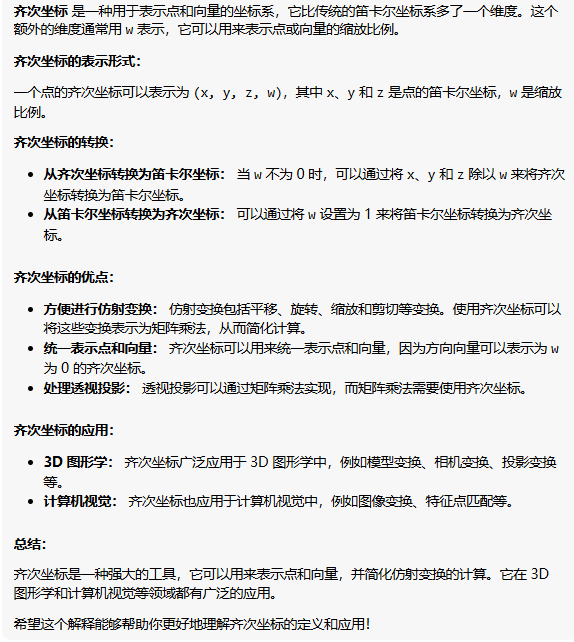 齐次坐标 是一种用于表示点和向量的坐标系，它比传统的笛卡尔坐标系多了一个维度。这个
额外的维度通常用 w 表示，它可以用来表示点或向量的缩放比例。
齐次坐标的表示形式：
一个点的齐次坐标可以表示为 (x, y, z, w)，其中 x、y 和 z 是点的笛卡尔坐标，w 是缩放
比例。
齐次坐标的转换：
• 从齐次坐标转换为笛卡尔坐标： 当 w 不为 0 时，可以通过将 x、y 和 z 除以 w 来将齐次
坐标转换为笛卡尔坐标。
• 从笛卡尔坐标转换为齐次坐标： 可以通过将 w 设置为 1 来将笛卡尔坐标转换为齐次坐
标。
齐次坐标的优点：
• 方便进行仿射变换： 仿射变换包括平移、旋转、缩放和剪切等变换。使用齐次坐标可以
将这些变换表示为矩阵乘法，从而简化计算。
• 统一表示点和向量： 齐次坐标可以用来统一表示点和向量，因为方向向量可以表示为 w
为 0 的齐次坐标。
• 处理透视投影： 透视投影可以通过矩阵乘法实现，而矩阵乘法需要使用齐次坐标。
齐次坐标的应用：
• 3D 图形学： 齐次坐标广泛应用于 3D 图形学中，例如模型变换、相机变换、投影变换
等。
• 计算机视觉： 齐次坐标也应用于计算机视觉中，例如图像变换、特征点匹配等。
总结：
齐次坐标是一种强大的工具，它可以用来表示点和向量，并简化仿射变换的计算。它在 3D
图形学和计算机视觉等领域都有广泛的应用。
希望这个解释能够帮助你更好地理解齐次坐标的定义和应用！